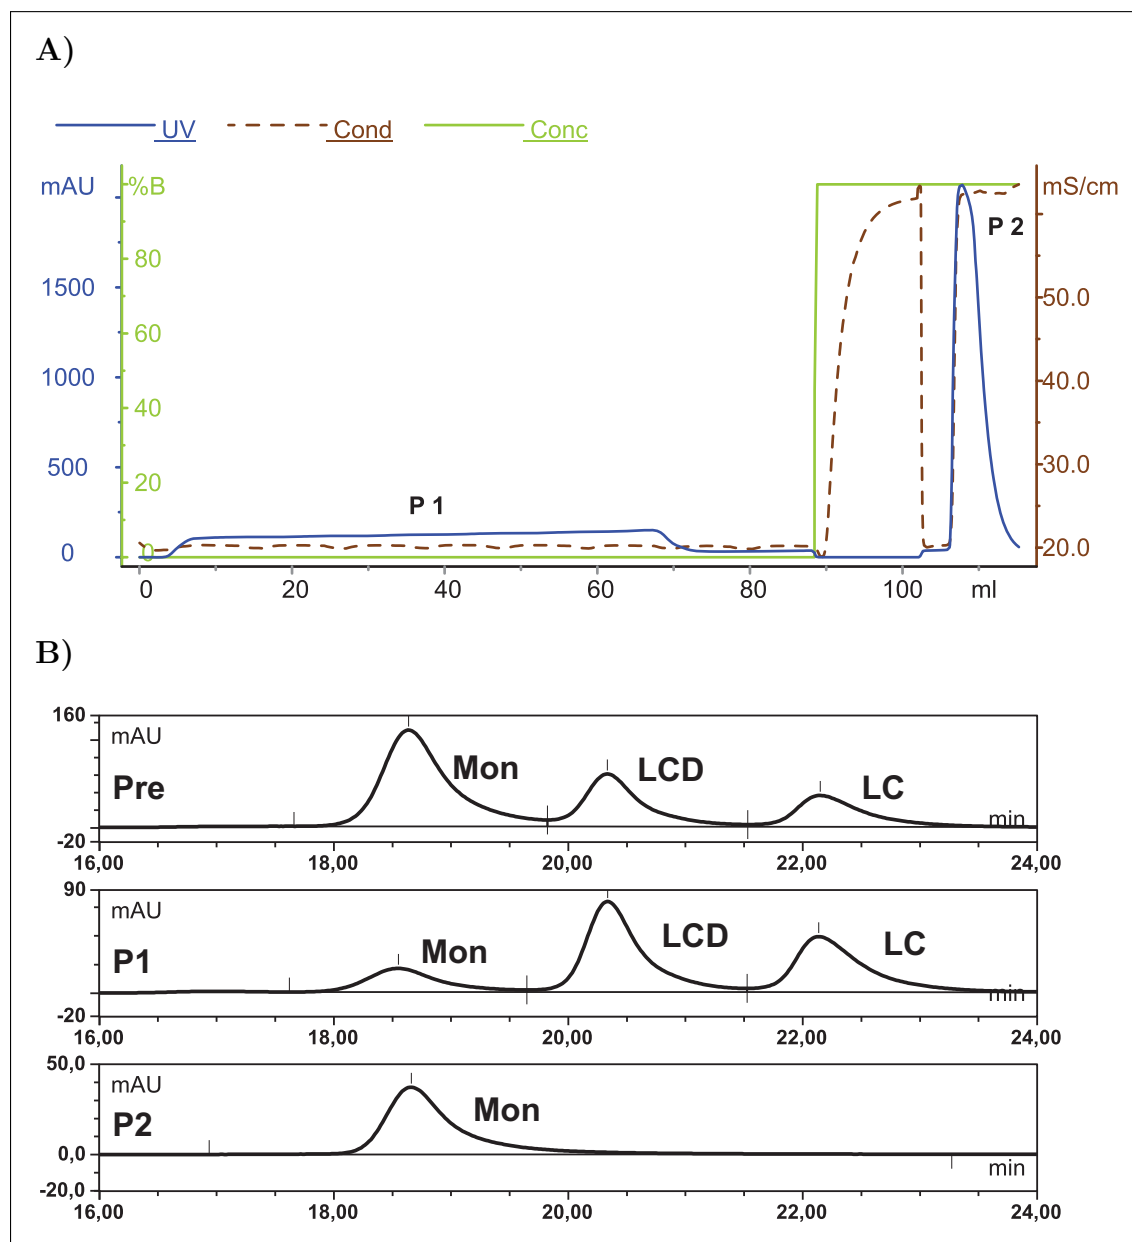 A)
UV Cond Conc
mAU %B mS/cm
P 2
80
1500 50.0
60
1000 40.0
40
500 30.0
20
P 1
0 0 20.0
0 20 40 60 80 100 ml
B)
160
mAU
Mon LCD LC
Pre
min
-20
16,00 18,00 20,00 22,00 24,00
90
mAU
Mon LCD LC
P1
min
-20
16,00 18,00 20,00 22,00 24,00
50,0
mAU
Mon
P2
0,0
min
-20,0
16,00 18,00 20,00 22,00 24,00